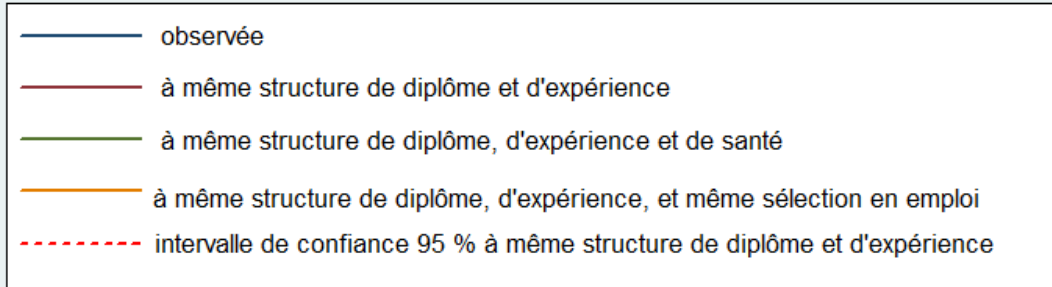 observée
à même structure de diplôme et d'expérience
à même structure de diplôme, d'expérience et de santé
à même structure de diplôme, d'expérience, et même sélection en emploi
intervalle de confiance 95 % à même structure de diplôme et d'expérience